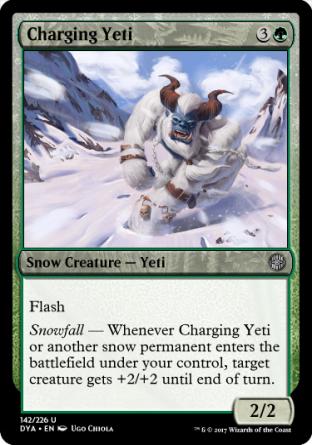 Charging Yeti 3
Snow Creature — Yeti
Flash
Snowfall — Whenever Charging Yeti
or another snow permanent enters the
battlefield under your control, target
creature gets +2/+2 until end of turn.
2/2
142/226 U
DYA • EN Ugo Chiola
™ & © 2017 Wizards of the Coast